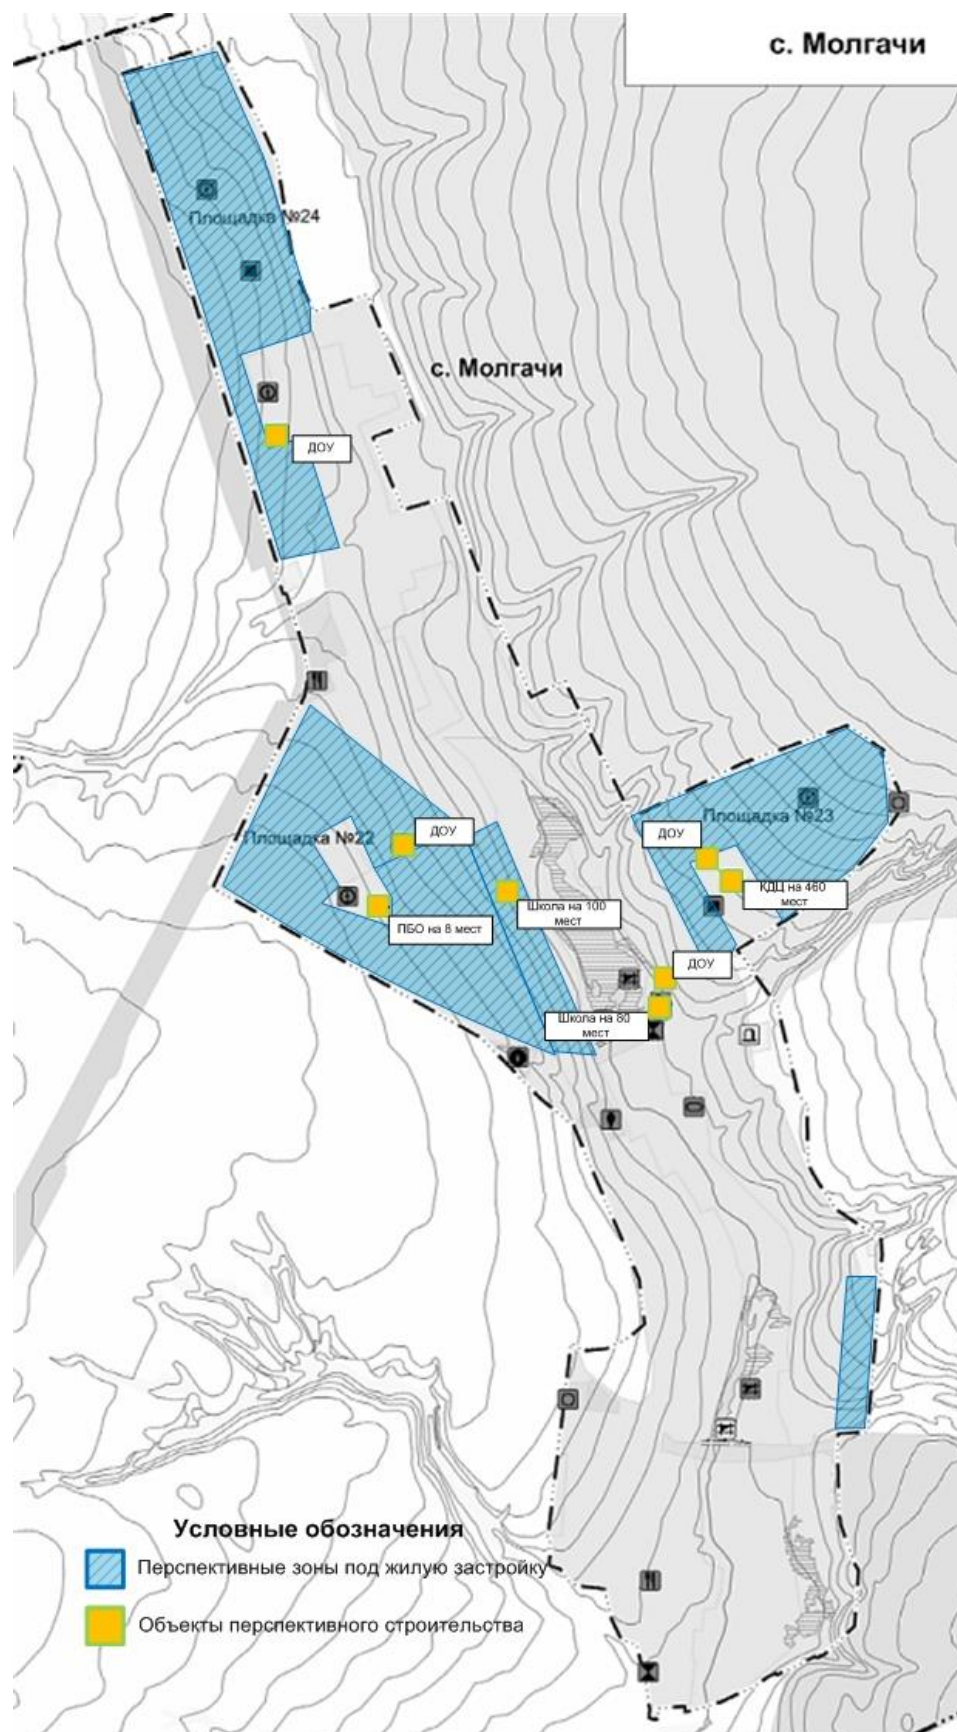 с. Молгачи
Площадка №24
с. Молгачи
ДОУ
Площадка №22
ДОУ
ПБО на 8 мест
Школа на 100
мест
Площадка №23
ДОУ
КДЦ на 460
мест
ДОУ
Школа на 80
мест
Условные обозначения
Перспективные зоны под жилую застройку
Объекты перспективного строительства